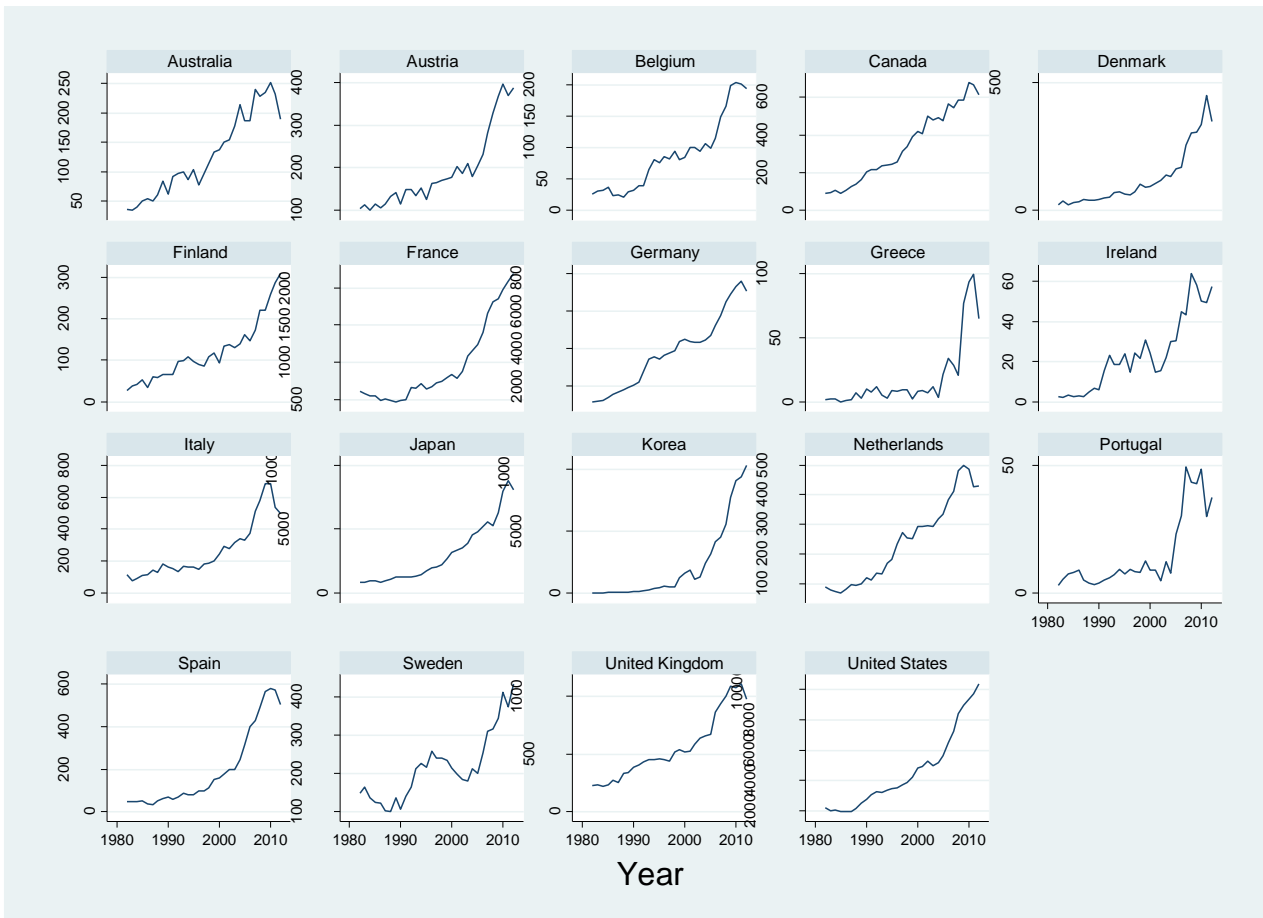 Australia Austria Belgium Canada Denmark
50 100 150 200 250
100 200 300 400
50 100 150 200
0 200 400 600
0 500
Finland France Germany Greece Ireland
0 100 200 300
500 1000 1500 2000
2000 4000 6000 800
0 50 100
0 20 40 60
Italy Japan Korea Netherlands Portugal
0 200 400 600 800
0 5000 1000
0 5000 1000
100 200 300 400 500
0 50
1980 1990 2000 2010
Spain Sweden United Kingdom United States
0 200 400 600
100 200 300 400
0 500 1000
2000 4000 6000 8000 1000
1980 1990 2000 2010 1980 1990 2000 2010 1980 1990 2000 2010 1980 1990 2000 2010
Year